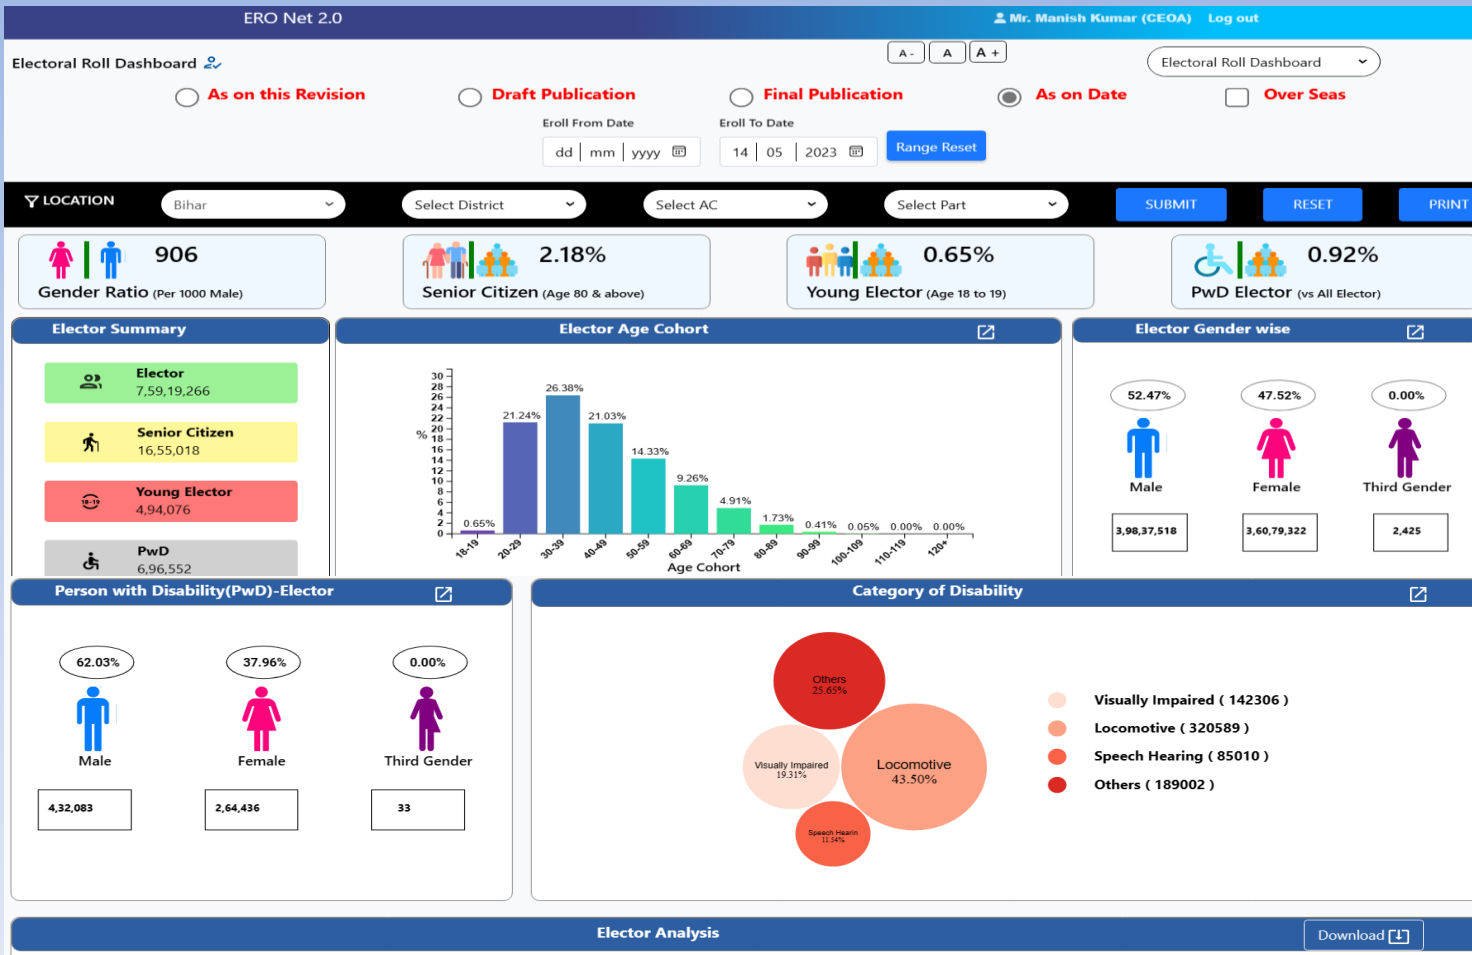 ERO Net 2.0
Mr. Manish Kumar (CEOA) Log out
Electoral Roll Dashboard
A - A A +
Electoral Roll Dashboard
As on this Revision Draft Publication Final Publication As on Date Over Seas
Eroll From Date Eroll To Date
dd mm yyyy 14 05 2023 Range Reset
LOCATION Bihar Select District Select AC Select Part SUBMIT RESET PRINT
906
Gender Ratio (Per 1000 Male)
2.18%
Senior Citizen (Age 80 & above)
0.65%
Young Elector (Age 18 to 19)
0.92%
PwD Elector (vs All Elector)
Elector Summary
Elector
7,59,19,266
Senior Citizen
16,55,018
18-19
Young Elector
4,94,076
PwD
6,96,552
Elector Age Cohort
%
30
28
26
24
22
20
18
16
14
12
10
8
6
4
2
0
0.65%
21.24%
26.38%
21.03%
14.33%
9.26%
4.91%
1.73%
0.41%
0.05%
0.00%
0.00%
18-19
20-29
30-39
40-49
50-59
60-69
70-79
80-89
90-99
100-109
110-119
120+
Age Cohort
Elector Gender wise
52.47% 47.52% 0.00%
Male Female Third Gender
3,98,37,518 3,60,79,322 2,425
Person with Disability(PwD)-Elector
62.03% 37.96% 0.00%
Male Female Third Gender
4,32,083 2,64,436 33
Category of Disability
Others
25.65%
Visually Impaired
19.31%
Locomotive
43.50%
Speech Hearin
11.54%
Visually Impaired ( 142306 )
Locomotive ( 320589 )
Speech Hearing ( 85010 )
Others ( 189002 )
Elector Analysis
Download